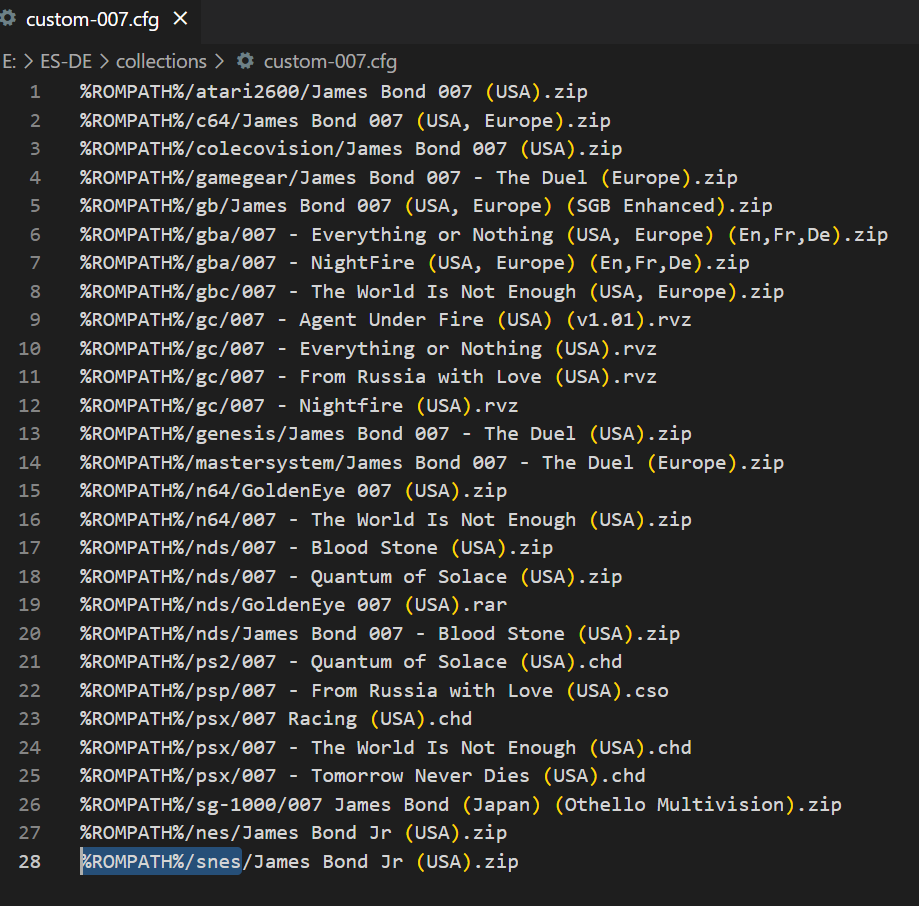 custom-007.cfg ×
E: > ES-DE > collections > custom-007.cfg
1 %ROMPATH%/atari2600/James Bond 007 (USA).zip
2 %ROMPATH%/c64/James Bond 007 (USA, Europe).zip
3 %ROMPATH%/colecovision/James Bond 007 (USA).zip
4 %ROMPATH%/gamegear/James Bond 007 - The Duel (Europe).zip
5 %ROMPATH%/gb/James Bond 007 (USA, Europe) (SGB Enhanced).zip
6 %ROMPATH%/gba/007 - Everything or Nothing (USA, Europe) (En,Fr,De).zip
7 %ROMPATH%/gba/007 - NightFire (USA, Europe) (En,Fr,De).zip
8 %ROMPATH%/gbc/007 - The World Is Not Enough (USA, Europe).zip
9 %ROMPATH%/gc/007 - Agent Under Fire (USA) (v1.01).rvz
10 %ROMPATH%/gc/007 - Everything or Nothing (USA).rvz
11 %ROMPATH%/gc/007 - From Russia with Love (USA).rvz
12 %ROMPATH%/gc/007 - Nightfire (USA).rvz
13 %ROMPATH%/genesis/James Bond 007 - The Duel (USA).zip
14 %ROMPATH%/mastersystem/James Bond 007 - The Duel (Europe).zip
15 %ROMPATH%/n64/GoldenEye 007 (USA).zip
16 %ROMPATH%/n64/007 - The World Is Not Enough (USA).zip
17 %ROMPATH%/nds/007 - Blood Stone (USA).zip
18 %ROMPATH%/nds/007 - Quantum of Solace (USA).zip
19 %ROMPATH%/nds/GoldenEye 007 (USA).rar
20 %ROMPATH%/nds/James Bond 007 - Blood Stone (USA).zip
21 %ROMPATH%/ps2/007 - Quantum of Solace (USA).chd
22 %ROMPATH%/psp/007 - From Russia with Love (USA).cso
23 %ROMPATH%/psx/007 Racing (USA).chd
24 %ROMPATH%/psx/007 - The World Is Not Enough (USA).chd
25 %ROMPATH%/psx/007 - Tomorrow Never Dies (USA).chd
26 %ROMPATH%/sg-1000/007 James Bond (Japan) (Othello Multivision).zip
27 %ROMPATH%/nes/James Bond Jr (USA).zip
28 %ROMPATH%/snes/James Bond Jr (USA).zip